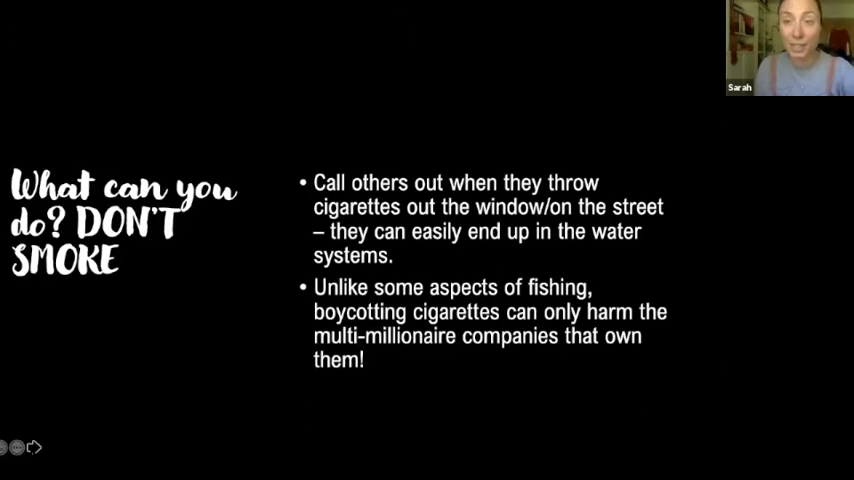 Sarah
What can you
do? DON'T
SMOKE
• Call others out when they throw
cigarettes out the window/on the street
– they can easily end up in the water
systems.
• Unlike some aspects of fishing,
boycotting cigarettes can only harm the
multi-millionaire companies that own
them!